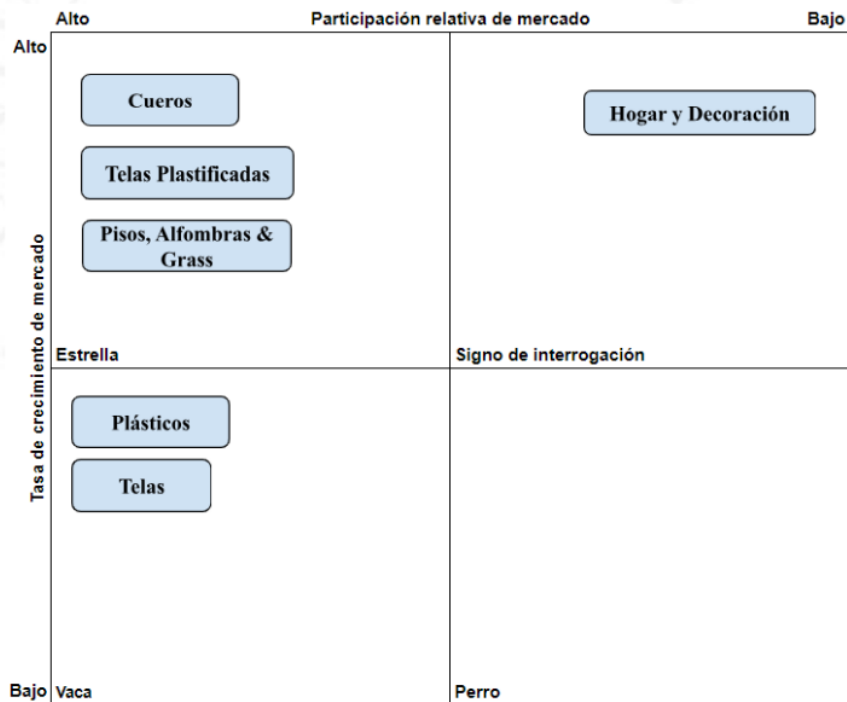 Alto Participación relativa de mercado Bajo
Alto
Cueros
Hogar y Decoración
Telas Plastificadas
Pisos, Alfombras &
Grass
Tasa de crecimiento de mercado
Estrella
Signo de interrogación
Plásticos
Telas
Bajo
Vaca
Perro